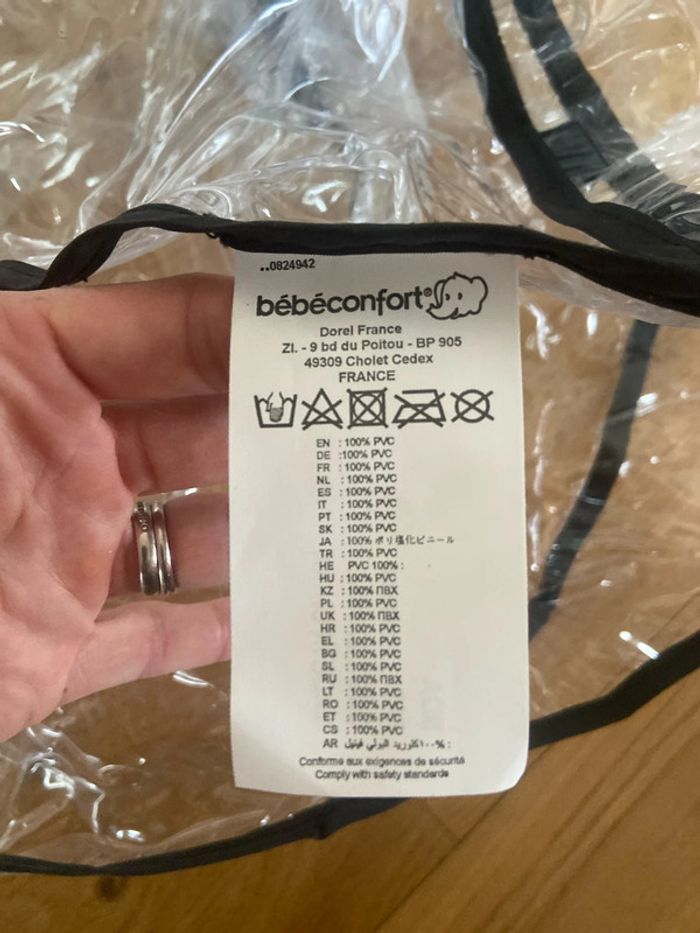 ..0824942
bébéconfort®
Dorel France
ZI. - 9 bd du Poitou - BP 905
49309 Cholet Cedex
FRANCE
EN : 100% PVC
DE :100% PVC
FR : 100% PVC
NL : 100% PVC
ES : 100% PVC
IT : 100% PVC
PT : 100% PVC
SK : 100% PVC
JA : 100% ポリ塩化ビニール
TR : 100% PVC
HE PVC 100% :
HU : 100% PVC
KZ : 100% ПВХ
PL : 100% PVC
UK : 100% ПВХ
HR : 100% PVC
EL : 100% PVC
BG : 100% PVC
SL : 100% PVC
RU : 100% ПВХ
LT : 100% PVC
RO : 100% PVC
ET : 100% PVC
CS : 100% PVC
AR ١٠٠% كلوريد البولي فينيل :
Conforme aux exigences de sécurité
Comply with safety standards